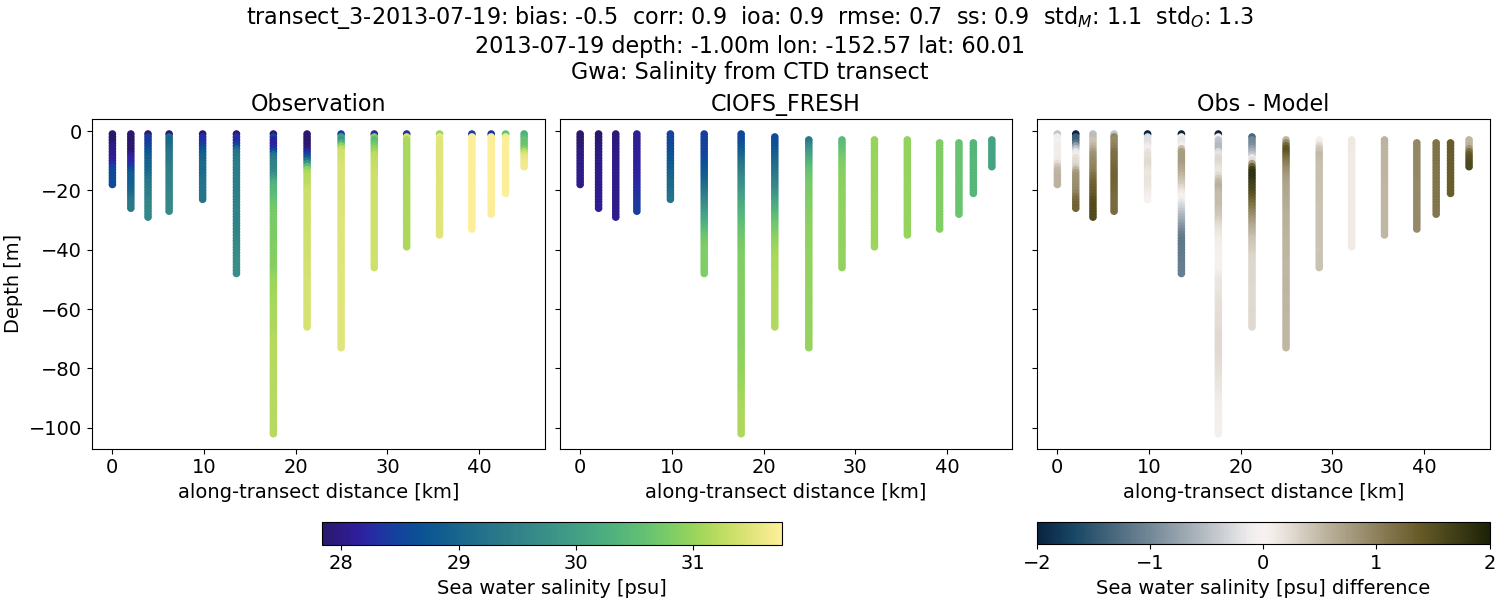 transect_3-2013-07-19: bias: -0.5 corr: 0.9 ioa: 0.9 rmse: 0.7 ss: 0.9 std_M: 1.1 std_O: 1.3
2013-07-19 depth: -1.00m lon: -152.57 lat: 60.01
Gwa: Salinity from CTD transect
Observation CIOFS_FRESH Obs - Model
0
−20
−40
−60
−80
−100
Depth [m]
0 10 20 30 40 0 10 20 30 40 0 10 20 30 40
along-transect distance [km] along-transect distance [km] along-transect distance [km]
28 29 30 31 −2 −1 0 1 2
Sea water salinity [psu] Sea water salinity [psu] difference